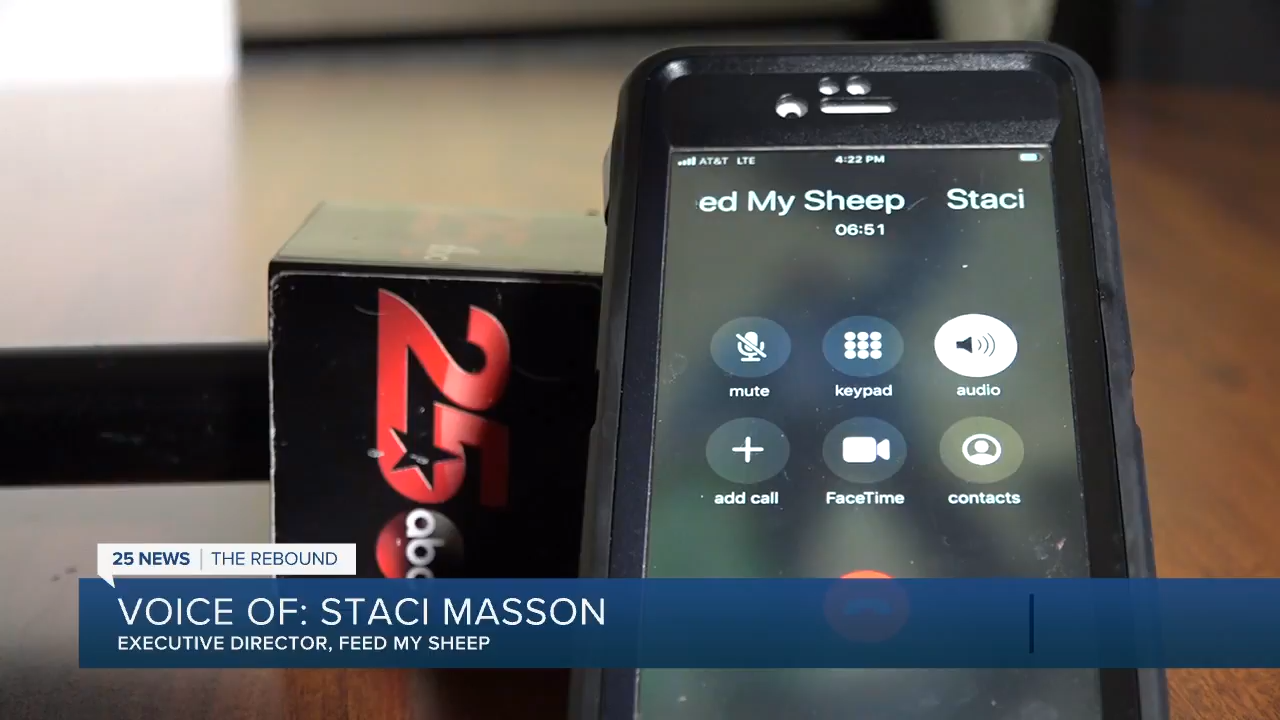 AT&T LTE 4:22 PM
ed My Sheep Staci
06:51
mute keypad audio
add call FaceTime contacts
25
abc
25 NEWS | THE REBOUND
VOICE OF: STACI MASSON
EXECUTIVE DIRECTOR, FEED MY SHEEP